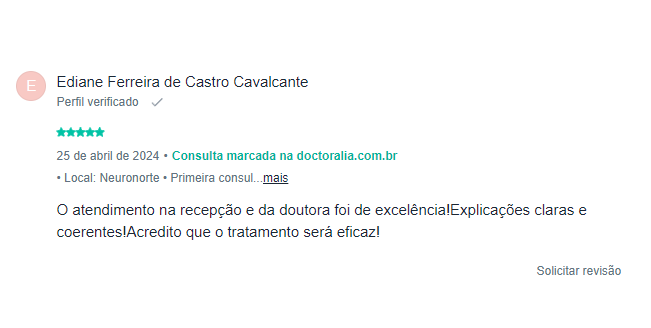 E
Ediane Ferreira de Castro Cavalcante
Perfil verificado
25 de abril de 2024 • Consulta marcada na doctoralia.com.br
• Local: Neuronorte • Primeira consul...mais
O atendimento na recepção e da doutora foi de excelência!Explicações claras e
coerentes!Acredito que o tratamento será eficaz!
Solicitar revisão